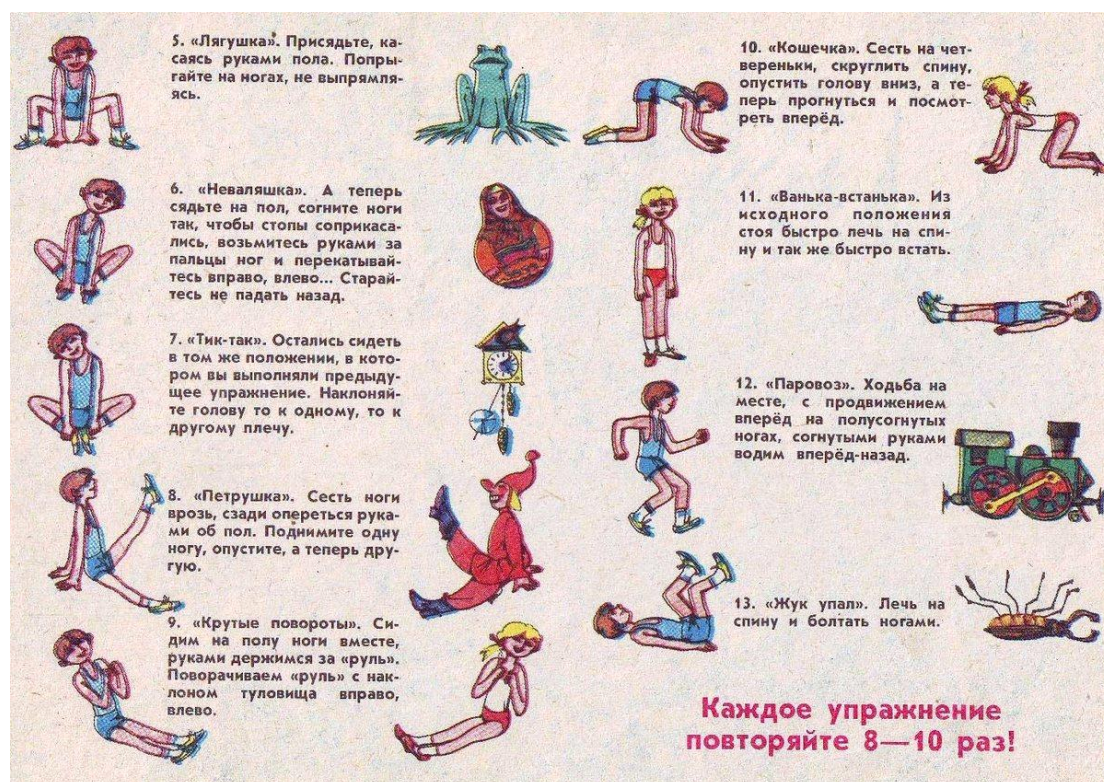 5. «Лягушка». Присядьте, ка-
саясь руками пола. Попры-
гайте на ногах, не выпрямля-
ясь.
6. «Неваляшка». А теперь
сядьте на пол, согните ноги
так, чтобы стопы соприкаса-
лись, возьмитесь руками за
пальцы ног и перекатывай-
тесь вправо, влево... Старай-
тесь не падать назад.
7. «Тик-так». Остались сидеть
в том же положении, в кото-
ром вы выполняли предыду-
щее упражнение. Наклоняй-
те голову то к одному, то к
другому плечу.
8. «Петрушка». Сесть ноги
врозь, сзади опереться рука-
ми об пол. Поднимите одну
ногу, опустите, а теперь дру-
гую.
9. «Крутые повороты». Си-
дим на полу ноги вместе,
руками держимся за «руль».
Поворачиваем «руль» с нак-
лоном туловища вправо,
влево.
10. «Кошечка». Сесть на чет-
вереньки, скруглить спину,
опустить голову вниз, а те-
перь прогнуться и посмот-
реть вперёд.
11. «Ванька-встанька». Из
исходного положения
стоя быстро лечь на спи-
ну и так же быстро встать.
12. «Паровоз». Ходьба на
месте, с продвижением
вперёд на полусогнутых
ногах, согнутыми руками
водим вперёд-назад.
13. «Жук упал». Лечь на
спину и болтать ногами.
Каждое упражнение
повторяйте 8—10 раз!